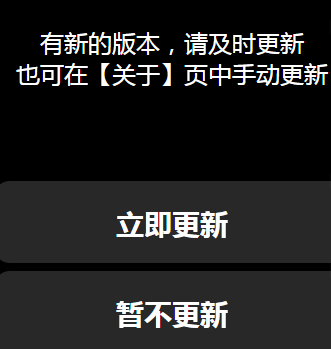 有新的版本，请及时更新
也可在【关于】页中手动更新
立即更新
暂不更新